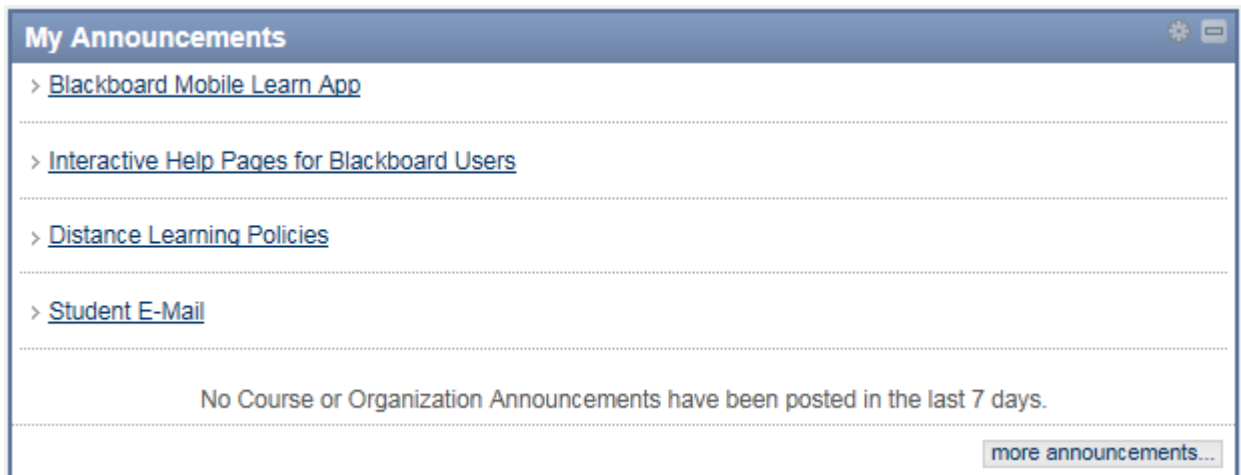 My Announcements
Blackboard Mobile Learn App
Interactive Help Pages for Blackboard Users
Distance Learning Policies
Student E-Mail
No Course or Organization Announcements have been posted in the last 7 days.
more announcements...